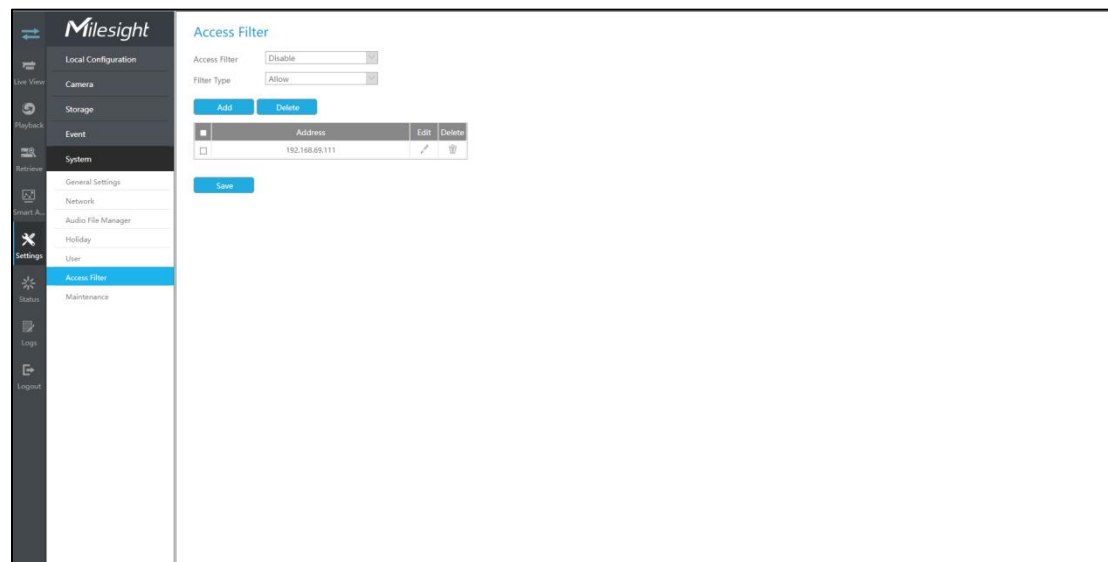 Milesight
Live View
Playback
Retrieve
Smart A...
Settings
Status
Logs
Logout
Local Configuration
Camera
Storage
Event
System
General Settings
Network
Audio File Manager
Holiday
User
Access Filter
Maintenance
Access Filter
Access Filter Disable
Filter Type Allow
Add Delete
Address Edit Delete
192.168.69.111
Save